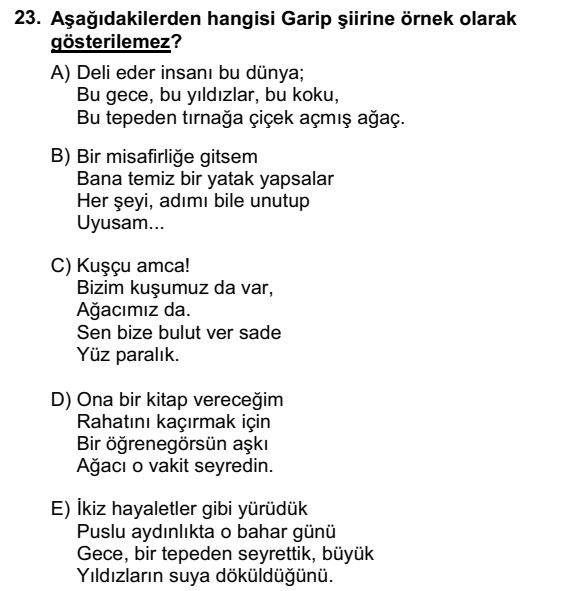 23. Aşağıdakilerden hangisi Garip şiirine örnek olarak
gösterilemez?
A) Deli eder insanı bu dünya;
Bu gece, bu yıldızlar, bu koku,
Bu tepeden tırnağa çiçek açmış ağaç.
B) Bir misafirliğe gitsem
Bana temiz bir yatak yapsalar
Her şeyi, adımı bile unutup
Uyusam...
C) Kuşçu amca!
Bizim kuşumuz da var,
Ağacımız da.
Sen bize bulut ver sade
Yüz paralık.
D) Ona bir kitap vereceğim
Rahatını kaçırmak için
Bir öğrenegörsün aşkı
Ağacı o vakit seyredin.
E) İkiz hayaletler gibi yürüdük
Puslu aydınlıkta o bahar günü
Gece, bir tepeden seyrettik, büyük
Yıldızların suya döküldüğünü.